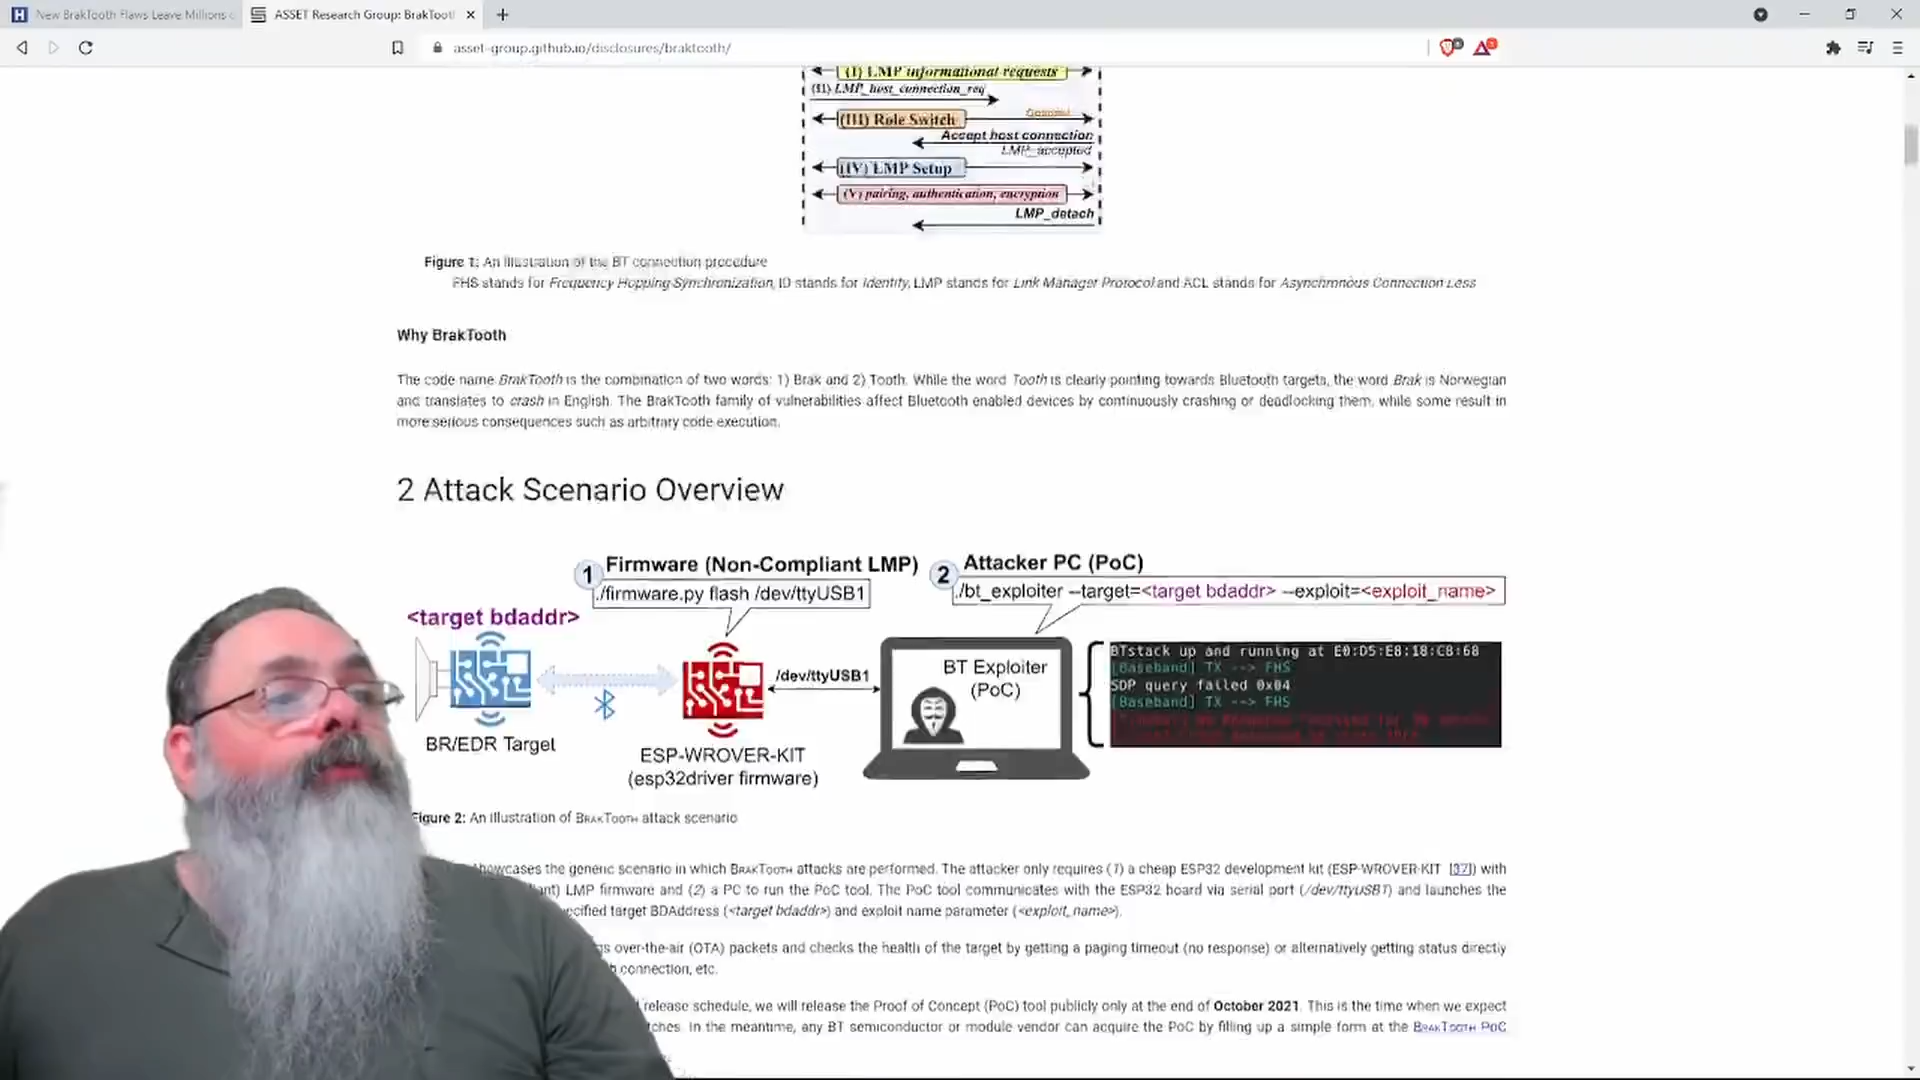 New BrakTooth Flaws Leave Millions o
ASSET Research Group: BrakTooth
asset-group.github.io/disclosures/braktooth/
(I) LMP informational requests
(II) LMP_host_connection_req
(III) Role Switch
Optional
Accept host connection
LMP_accepted
(IV) LMP Setup
(V) pairing, authentication, encryption
LMP_detach
Figure 1: An illustration of the BT connection procedure
FHS stands for Frequency Hopping Synchronization, ID stands for Identity, LMP stands for Link Manager Protocol and ACL stands for Asynchronous Connection Less
Why BrakTooth
The code name BrakTooth is the combination of two words: 1) Brak and 2) Tooth. While the word Tooth is clearly pointing towards Bluetooth targets, the word Brak is Norwegian
and translates to crash in English. The BrakTooth family of vulnerabilities affect Bluetooth enabled devices by continuously crashing or deadlocking them, while some result in
more serious consequences such as arbitrary code execution.
2 Attack Scenario Overview
1 Firmware (Non-Compliant LMP)
./firmware.py flash /dev/ttyUSB1
2 Attacker PC (PoC)
./bt_exploiter --target=<target bdaddr> --exploit=<exploit_name>
<target bdaddr>
BR/EDR Target
ESP-WROVER-KIT
(esp32driver firmware)
/dev/ttyUSB1
BT Exploiter
(PoC)
BTstack up and running at E0:D5:E8:18:C8:68
[Baseband] TX --> FHS
SDP query failed 0x04
[Baseband] TX --> FHS
Figure 2: An illustration of BRAKTOOTH attack scenario
howcases the generic scenario in which BRAKTOOTH attacks are performed. The attacker only requires (1) a cheap ESP32 development kit (ESP-WROVER-KIT [37]) with
ant) LMP firmware and (2) a PC to run the PoC tool. The PoC tool communicates with the ESP32 board via serial port (/dev/ttyUSB1) and launches the
cified target BDAddress (<target bdaddr>) and exploit name parameter (<exploit_name>).
gs over-the-air (OTA) packets and checks the health of the target by getting a paging timeout (no response) or alternatively getting status directly
h connection, etc.
release schedule, we will release the Proof of Concept (PoC) tool publicly only at the end of October 2021. This is the time when we expect
tches. In the meantime, any BT semiconductor or module vendor can acquire the PoC by filling up a simple form at the BRAKTOOTH PoC